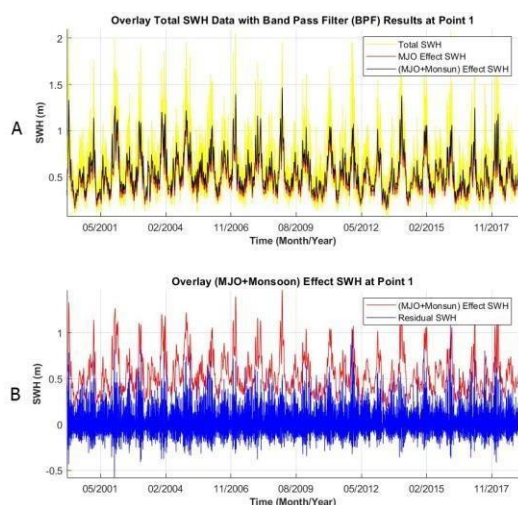 Overlay Total SWH Data with Band Pass Filter (BPF) Results at Point 1
A
SWH (m)
2
1.5
1
0.5
Total SWH
MJO Effect SWH
(MJO+Monsun) Effect SWH
05/2001 02/2004 11/2006 08/2009 05/2012 02/2015 11/2017
Time (Month/Year)
Overlay (MJO+Monsoon) Effect SWH at Point 1
B
SWH (m)
1
0.5
0
-0.5
(MJO+Monsun) Effect SWH
Residual SWH
05/2001 02/2004 11/2006 08/2009 05/2012 02/2015 11/2017
Time (Month/Year)